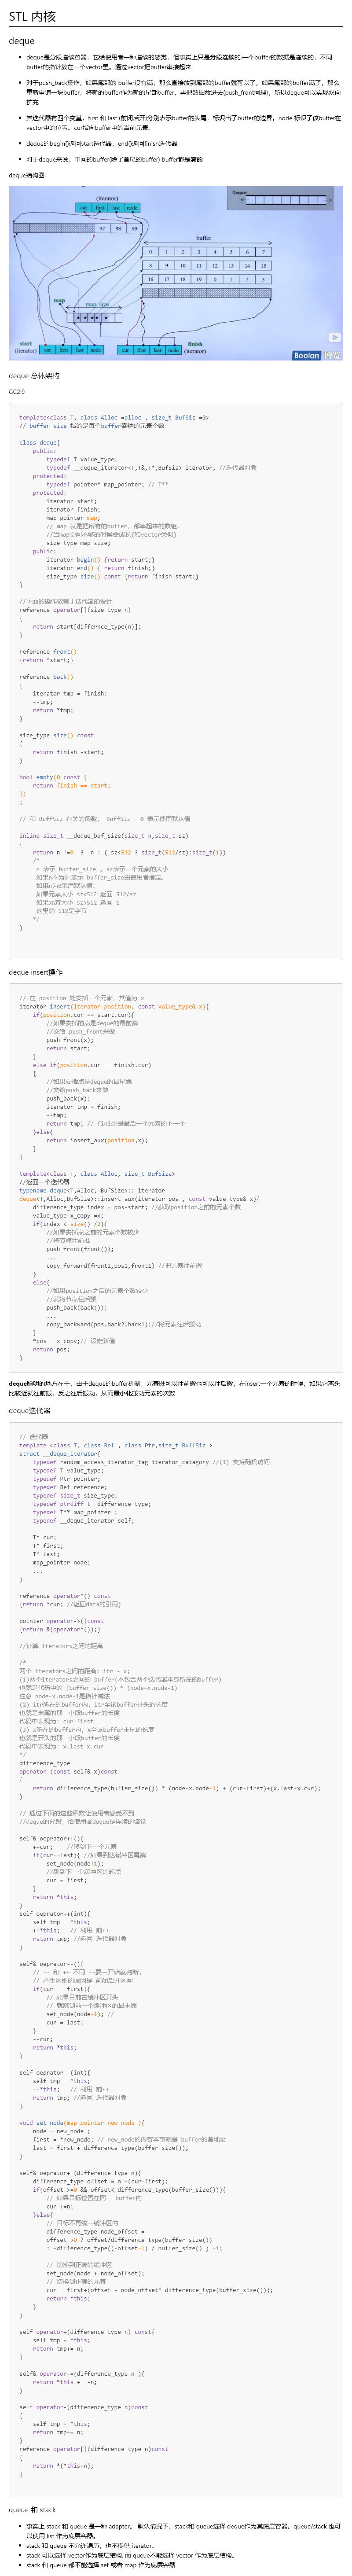 STL 内核
deque
deque是分段连续容器，它给使用者一种连续的感觉，但事实上只是分段连续的.一个buffer的数据是连续的，不同
buffer的指针放在一个vector里。通过vector把buffer串接起来
对于push_back操作，如果尾部的 buffer没有满，那么直接放到尾部的buffer就可以了，如果尾部的buffer满了，那么
重新申请一块buffer，将新的buffer作为新的尾部buffer，再把数据放进去(push_front同理)，所以deque可以实现双向
扩充
其迭代器有四个变量，first 和 last (前闭后开)分别表示buffer的头尾，标识出了buffer的边界。node 标识了该buffer在
vector中的位置。cur指向buffer中的当前元素。
deque的begin()返回start迭代器，end()返回finish迭代器
对于deque来说，中间的buffer(除了首尾的buffer) buffer都是满的
deque结构图:
Deque:
(iterator)
cur first last node
buffer
97 98 99
0 1 2 3 4 5 6 7
8 9 10 11 12 13 14 15
16 17 18 19 0 1 2 3
map
map_size
start
(iterator)
cur first last node
cur first last node
finish
(iterator)
Boolan
deque 总体架构
GC2.9
template<class T, class Alloc =alloc , size_t BufSiz =0>
// buffer size 指的是每个buffer容纳的元素个数
class deque{
public:
typedef T value_type;
typedef __deque_iterator<T,T&,T*,BufSiz> iterator; //迭代器对象
protected:
typedef pointer* map_pointer; // T**
protected:
iterator start;
iterator finish;
map_pointer map;
// map 就是把所有的buffer，都串起来的数组，
//当map空间不够的时候会成长(和vector类似)
size_type map_size;
public:
iterator begin() {return start;}
iterator end() { return finish;}
size_type size() const {return finish-start;}
}
//下面的操作依赖于迭代器的设计
reference operator[](size_type n)
{
return start[differnce_type(n)];
}
reference front()
{return *start;}
reference back()
{
iterator tmp = finish;
--tmp;
return *tmp;
}
size_type size() const
{
return finish -start;
}
bool empty(0 const {
return finish == start;
})
;
// 和 BuffSiz 有关的函数， BuffSiz = 0 表示使用默认值
inline size_t __deque_buf_size(size_t n,size_t sz)
{
return n !=0 ? n : ( sz<512 ? size_t(512/sz):size_t(1))
/*
n 表示 buffer_size , sz表示一个元素的大小
如果n不为0 表示 buffer_size由使用者指定。
如果n为0采用默认值:
如果元素大小 sz<512 返回 512/sz
如果元素大小 sz>512 返回 1
这里的 512是字节
*/
}
deque insert操作
// 在 position 处安插一个元素，其值为 x
iterator insert(iterator position, const value_type& x){
if(position.cur == start.cur){
//如果安插的点是deque的最前端
//交给 push_front来做
push_front(x);
return start;
}
else if(position.cur == finish.cur)
{
//如果安插点是deque的最尾端
//交给push_back来做
push_back(x);
iterator tmp = finish;
--tmp;
return tmp; // finish是最后一个元素的下一个
}else{
return insert_aux(position,x);
}
}
template<class T, class Alloc, size_t BufSize>
//返回一个迭代器
typename deque<T,Alloc, BufSize>:: iterator
deque<T,Alloc,BufSize>::insert_aux(iterator pos , const value_type& x){
difference_type index = pos-start; //获取position之前的元素个数
value_type x_copy =x;
if(index < size() /2){
//如果安插点之前的元素个数较少
//将节点往前推
push_front(front());
...
copy_forward(front2,pos1,front1) //把元素往前搬
}
else{
//如果position之后的元素个数较少
//就将节点往后搬
push_back(back());
...
copy_backward(pos,back2,back1);//将元素往后搬动
}
*pos = x_copy;// 设定新值
return pos;
}
deque聪明的地方在于，由于deque的buffer机制，元素既可以往前搬也可以往后搬，在insert一个元素的时候，如果它离头
比较近就往前搬，反之往后搬动，从而最小化搬动元素的次数
deque迭代器
// 迭代器
template <class T, class Ref , class Ptr,size_t BuffSiz >
struct __deque_iterator{
typedef random_access_iterator_tag iterator_catagory //(1) 支持随机访问
typedef T value_type;
typedef Ptr pointer;
typedef Ref reference;
typedef size_t size_type;
typedef ptrdiff_t difference_type;
typedef T** map_pointer ;
typedef __deque_iterator self;
T* cur;
T* first;
T* last;
map_pointer node;
...
}
reference operator*() const
{return *cur; //返回data的引用}
pointer operator->()const
{return &(operator*());}
//计算 iterators之间的距离
/*
两个 iterators之间的距离: itr - x;
(1)两个iterators之间的 buffer(不包含两个迭代器本身所在的buffer)
也就是代码中的 (buffer_size()) * (node-x.node-1)
注意 node-x.node-1是指针减法
(2) itr所在的buffer内，itr至该buffer开头的长度
也就是末尾的那一小段buffer的长度
代码中表现为: cur-first
(3) x所在的buffer内，x至该buffer末尾的长度
也就是开头的那一小段buffer的长度
代码中表现为: x.last-x.cur
*/
difference_type
operator-(const self& x)const
{
return difference_type(buffer_size()) * (node-x.node-1) + (cur-first)+(x.last-x.cur);
}
// 通过下面的这些函数让使用者感觉不到
//deque的分段，给使用者deque是连续的错觉
self& oeprator++(){
++cur; //移到下一个元素
if(cur==last){ //如果到达缓冲区尾端
set_node(node+1);
//跳到下一个缓冲区的起点
cur = first;
}
return *this;
}
self oeprator++(int){
self tmp = *this;
++*this; // 利用 前++
return tmp; //返回 迭代器对象
}
self& oeprator--(){
// -- 和 ++ 不同 --要一开始就判断，
// 产生区别的原因是 前闭后开区间
if(cur == first){
// 如果目前在缓冲区开头
// 就跳到前一个缓冲区的最末端
set_node(node-1); //
cur = last;
}
--cur;
return *this;
}
self oeprator--(int){
self tmp = *this;
--*this; // 利用 前++
return tmp; //返回 迭代器对象
}
void set_node(map_pointer new_node ){
node = new_node ;
first = *new_node; // new_node的内容本事就是 buffer的首地址
last = first + difference_type(buffer_size());
}
self& oeprator+=(difference_type n){
difference_type offset = n +(cur-first);
if(offset >=0 && offset< difference_type(buffer_size())){
// 如果目标位置在同一 buffer内
cur +=n;
}else{
// 目标不再统一缓冲区内
difference_type node_offset =
offset >0 ? offset/difference_type(buffer_size())
: -difference_type((-offset-1) / buffer_size() ) -1;
// 切换到正确的缓冲区
set_node(node + node_offset);
// 切换到正确的元素
cur = first+(offset - node_offset* difference_type(buffer_size()));
return *this;
}
}
self operator+(difference_type n) const{
self tmp = *this;
return tmp+= n;
}
self& operator-=(difference_type n ){
return *this += -n;
}
self operator-(difference_type n)const
{
self tmp = *this;
return tmp-= n;
}
reference operator[](difference_type n)const
{
return *(*this+n);
}
queue 和 stack
事实上 stack 和 queue 是一种 adapter。 默认情况下，stack和 queue选择 deque作为其底层容器。queue/stack 也可
以使用 list 作为底层容器。
stack 和 queue 不允许遍历，也不提供 iterator。
stack 可以选择 vector作为底层结构, 而 queue不能选择 vector 作为底层结构。
stack 和 queue 都不能选择 set 或者 map 作为底层容器